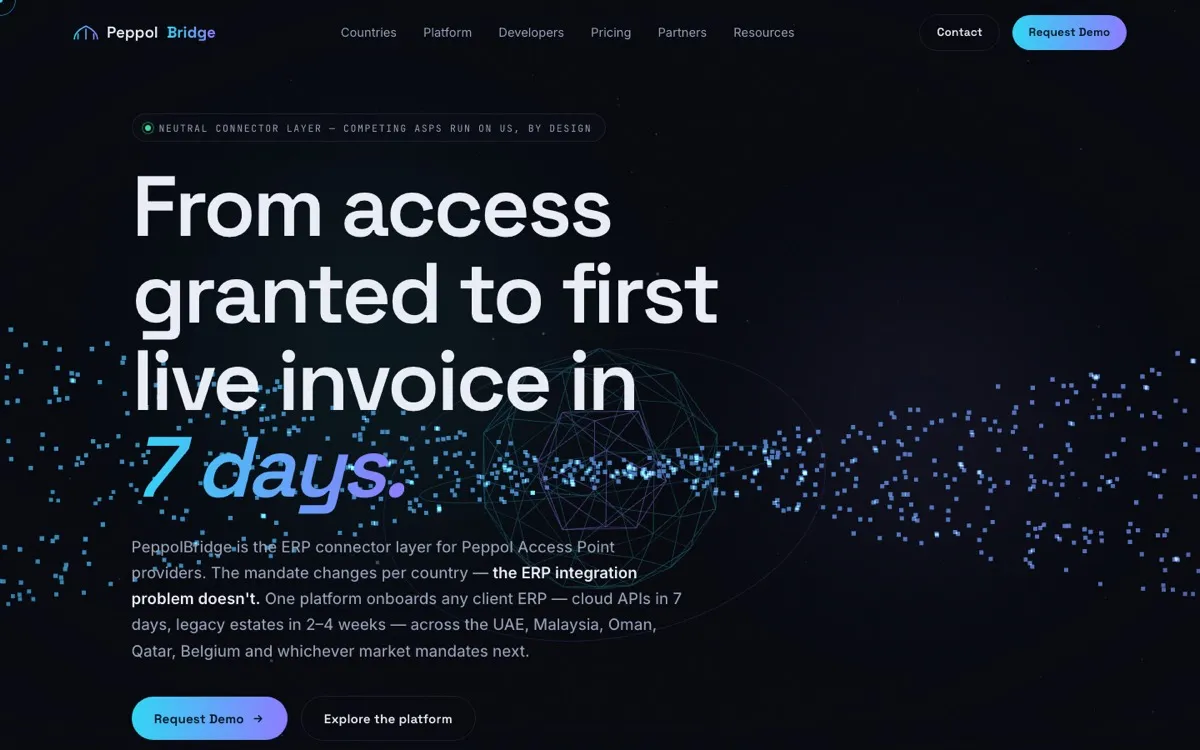 Peppol Bridge
Countries
Platform
Developers
Pricing
Partners
Resources
Contact
Request Demo
NEUTRAL CONNECTOR LAYER — COMPETING ASPS RUN ON US, BY DESIGN
From access
granted to first
live invoice in
7 days.
PeppolBridge is the ERP connector layer for Peppol Access Point
providers. The mandate changes per country — the ERP integration
problem doesn't. One platform onboards any client ERP — cloud APIs in 7
days, legacy estates in 2–4 weeks — across the UAE, Malaysia, Oman,
Qatar, Belgium and whichever market mandates next.
Request Demo →
Explore the platform